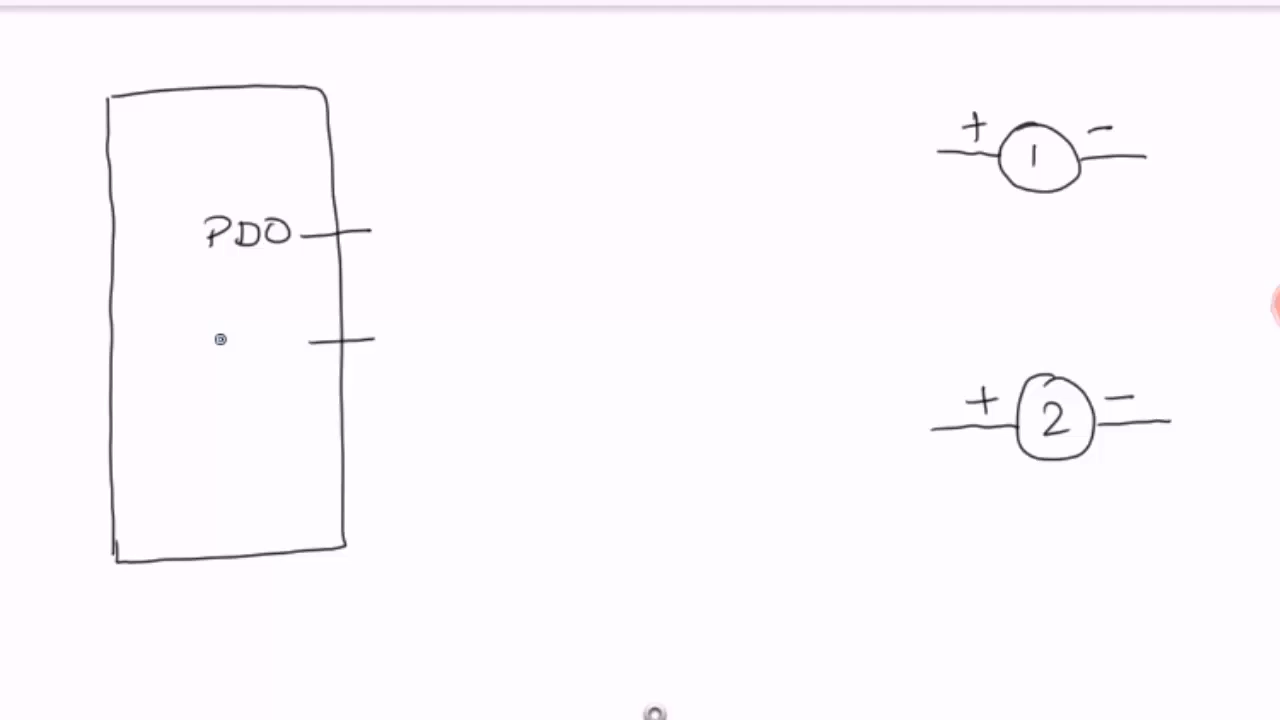 + 1 -
PDO
+ 2 -